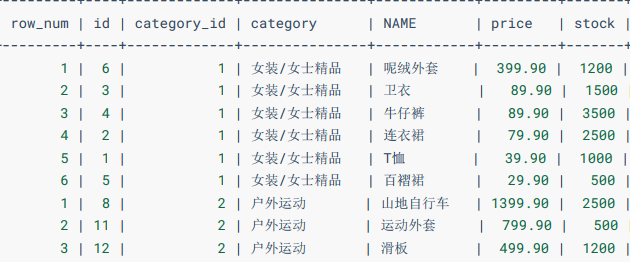 row_num | id | category_id | category | NAME | price | stock |
1 | 6 | 1 | 女装/女士精品 | 呢绒外套 | 399.90 | 1200 |
2 | 3 | 1 | 女装/女士精品 | 卫衣 | 89.90 | 1500 |
3 | 4 | 1 | 女装/女士精品 | 牛仔裤 | 89.90 | 3500 |
4 | 2 | 1 | 女装/女士精品 | 连衣裙 | 79.90 | 2500 |
5 | 1 | 1 | 女装/女士精品 | T恤 | 39.90 | 1000 |
6 | 5 | 1 | 女装/女士精品 | 百褶裙 | 29.90 | 500 |
1 | 8 | 2 | 户外运动 | 山地自行车 | 1399.90 | 2500 |
2 | 11 | 2 | 户外运动 | 运动外套 | 799.90 | 500 |
3 | 12 | 2 | 户外运动 | 滑板 | 499.90 | 1200 |